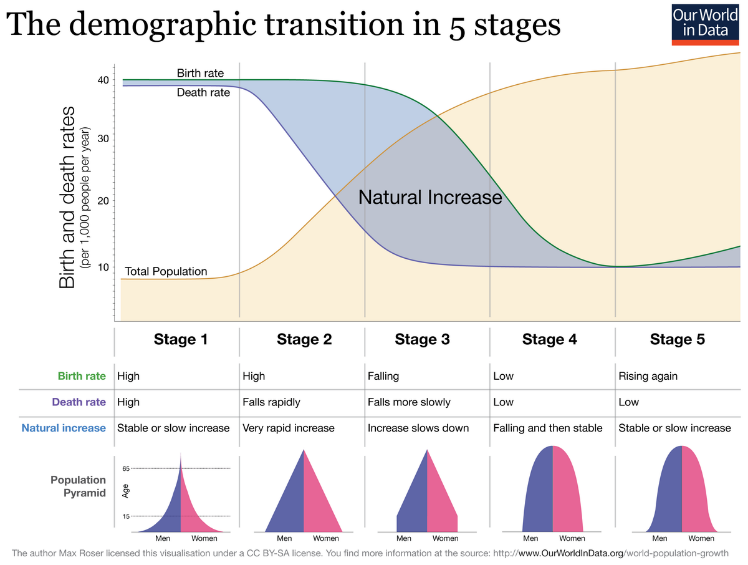 The demographic transition in 5 stages
Our World
in Data
Birth and death rates
(per 1,000 people per year)
40
30
20
10
Birth rate
Death rate
Natural Increase
Total Population
Stage 1
Stage 2
Stage 3
Stage 4
Stage 5
Birth rate
High
High
Falling
Low
Rising again
Death rate
High
Falls rapidly
Falls more slowly
Low
Low
Natural increase
Stable or slow increase
Very rapid increase
Increase slows down
Falling and then stable
Stable or slow increase
Population
Pyramid
Age
65
15
Men Women
Men Women
Men Women
Men Women
Men Women
The author Max Roser licensed this visualisation under a CC BY-SA license. You find more information at the source: http://www.OurWorldInData.org/world-population-growth